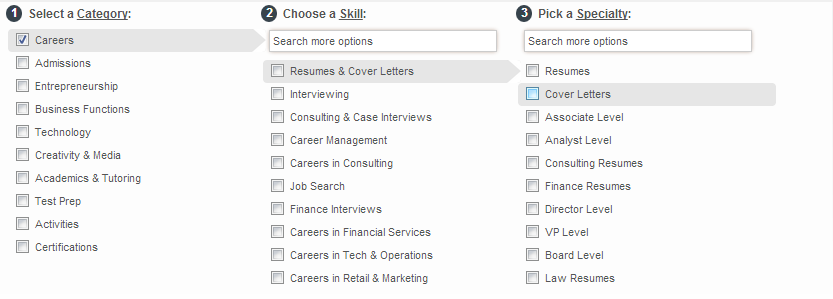 1 Select a Category:
Careers
Admissions
Entrepreneurship
Business Functions
Technology
Creativity & Media
Academics & Tutoring
Test Prep
Activities
Certifications
2 Choose a Skill:
Search more options
Resumes & Cover Letters
Interviewing
Consulting & Case Interviews
Career Management
Careers in Consulting
Job Search
Finance Interviews
Careers in Financial Services
Careers in Tech & Operations
Careers in Retail & Marketing
3 Pick a Specialty:
Search more options
Resumes
Cover Letters
Associate Level
Analyst Level
Consulting Resumes
Finance Resumes
Director Level
VP Level
Board Level
Law Resumes